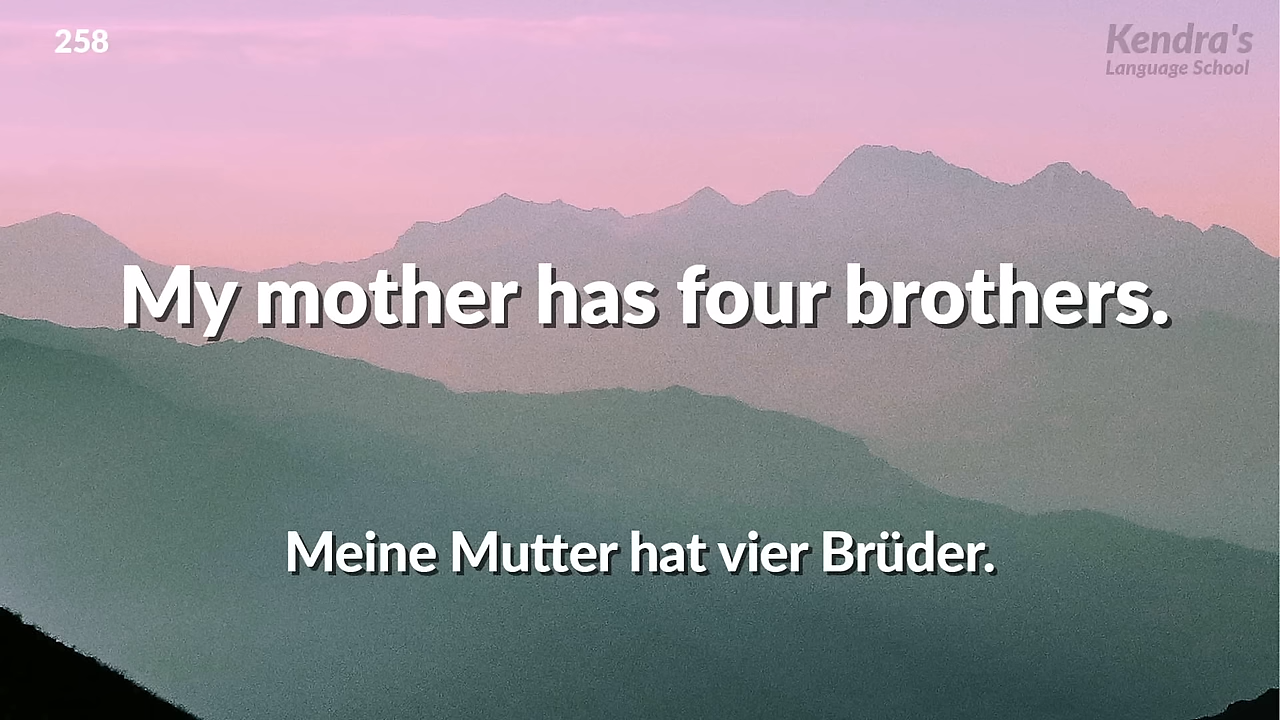 258
Kendra's
Language School
My mother has four brothers.
Meine Mutter hat vier Brüder.